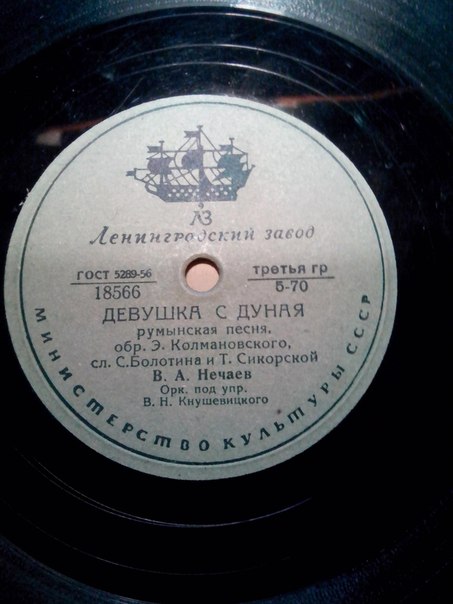 ЛЗ
Ленинградский завод
ГОСТ 5289-56
18566
третья гр
5-70
ДЕВУШКА С ДУНАЯ
румынская песня.
обр. Э. Колмановского,
сл. С.Болотина и Т. Сикорской
В. А. Нечаев
Орк. под упр.
В. Н. Кнушевицкого
МИНИСТЕРСТВО КУЛЬТУРЫ СССР